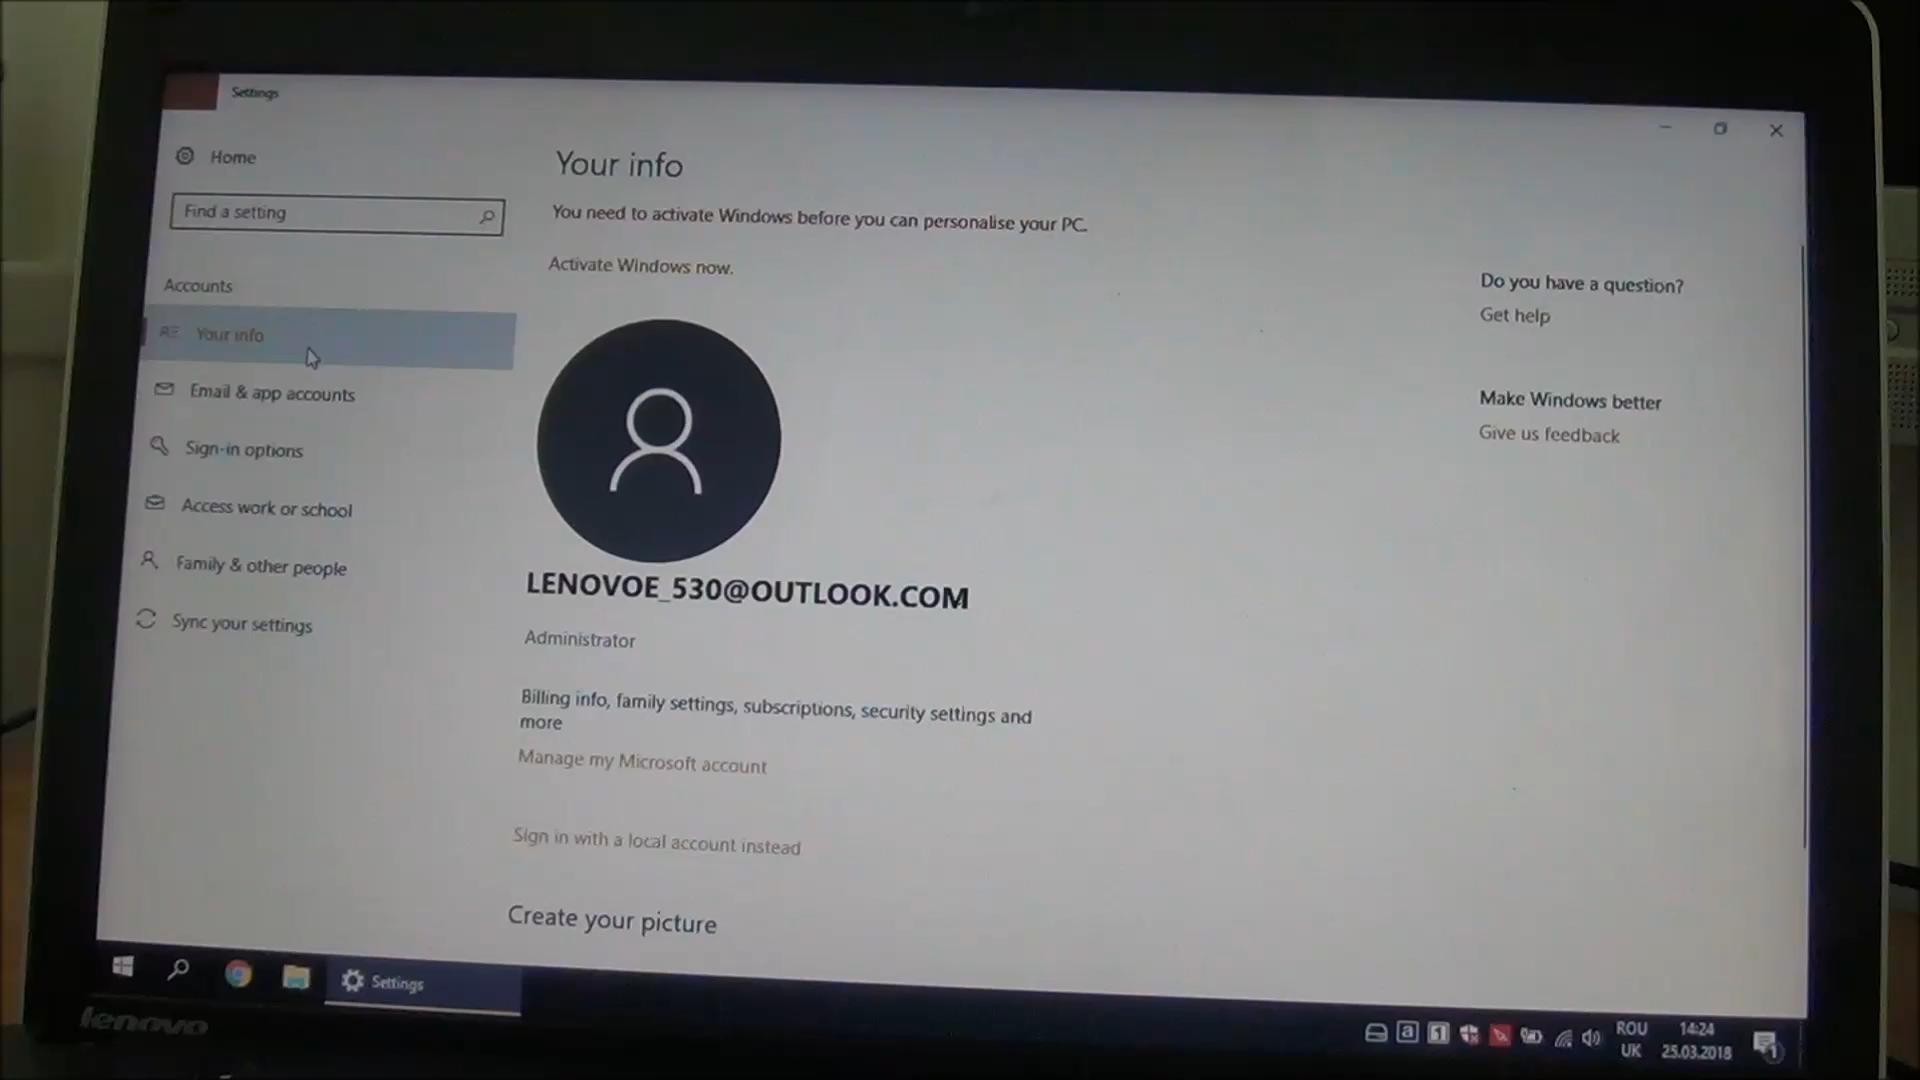 Settings
Home
Find a setting
Accounts
Your info
Email & app accounts
Sign-in options
Access work or school
Family & other people
Sync your settings
Your info
You need to activate Windows before you can personalise your PC.
Activate Windows now.
LENOVOE_530@OUTLOOK.COM
Administrator
Billing info, family settings, subscriptions, security settings and
more
Manage my Microsoft account
Sign in with a local account instead
Create your picture
Do you have a question?
Get help
Make Windows better
Give us feedback
Settings
a
1
ROU
UK
14:24
25.03.2018
1
lenovo